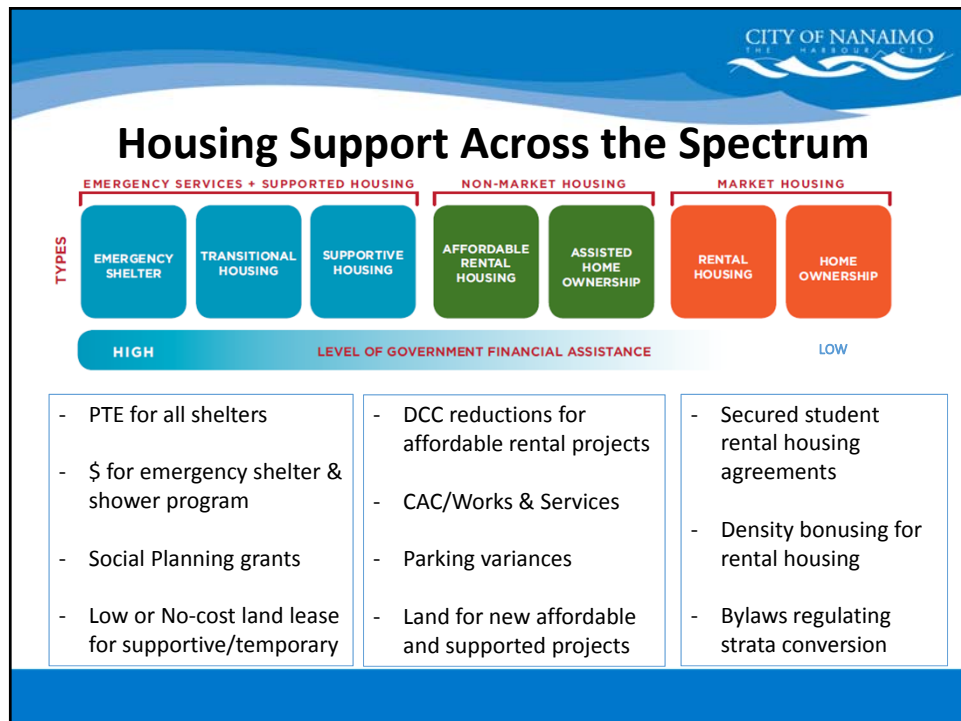 CITY OF NANAIMO
THE HARBOUR CITY
Housing Support Across the Spectrum
EMERGENCY SERVICES + SUPPORTED HOUSING
NON-MARKET HOUSING
MARKET HOUSING
TYPES
EMERGENCY
SHELTER
TRANSITIONAL
HOUSING
SUPPORTIVE
HOUSING
AFFORDABLE
RENTAL
HOUSING
ASSISTED
HOME
OWNERSHIP
RENTAL
HOUSING
HOME
OWNERSHIP
HIGH
LEVEL OF GOVERNMENT FINANCIAL ASSISTANCE
LOW
- PTE for all shelters
- $ for emergency shelter &
shower program
- Social Planning grants
- Low or No-cost land lease
for supportive/temporary
- DCC reductions for
affordable rental projects
- CAC/Works & Services
- Parking variances
- Land for new affordable
and supported projects
- Secured student
rental housing
agreements
- Density bonusing for
rental housing
- Bylaws regulating
strata conversion